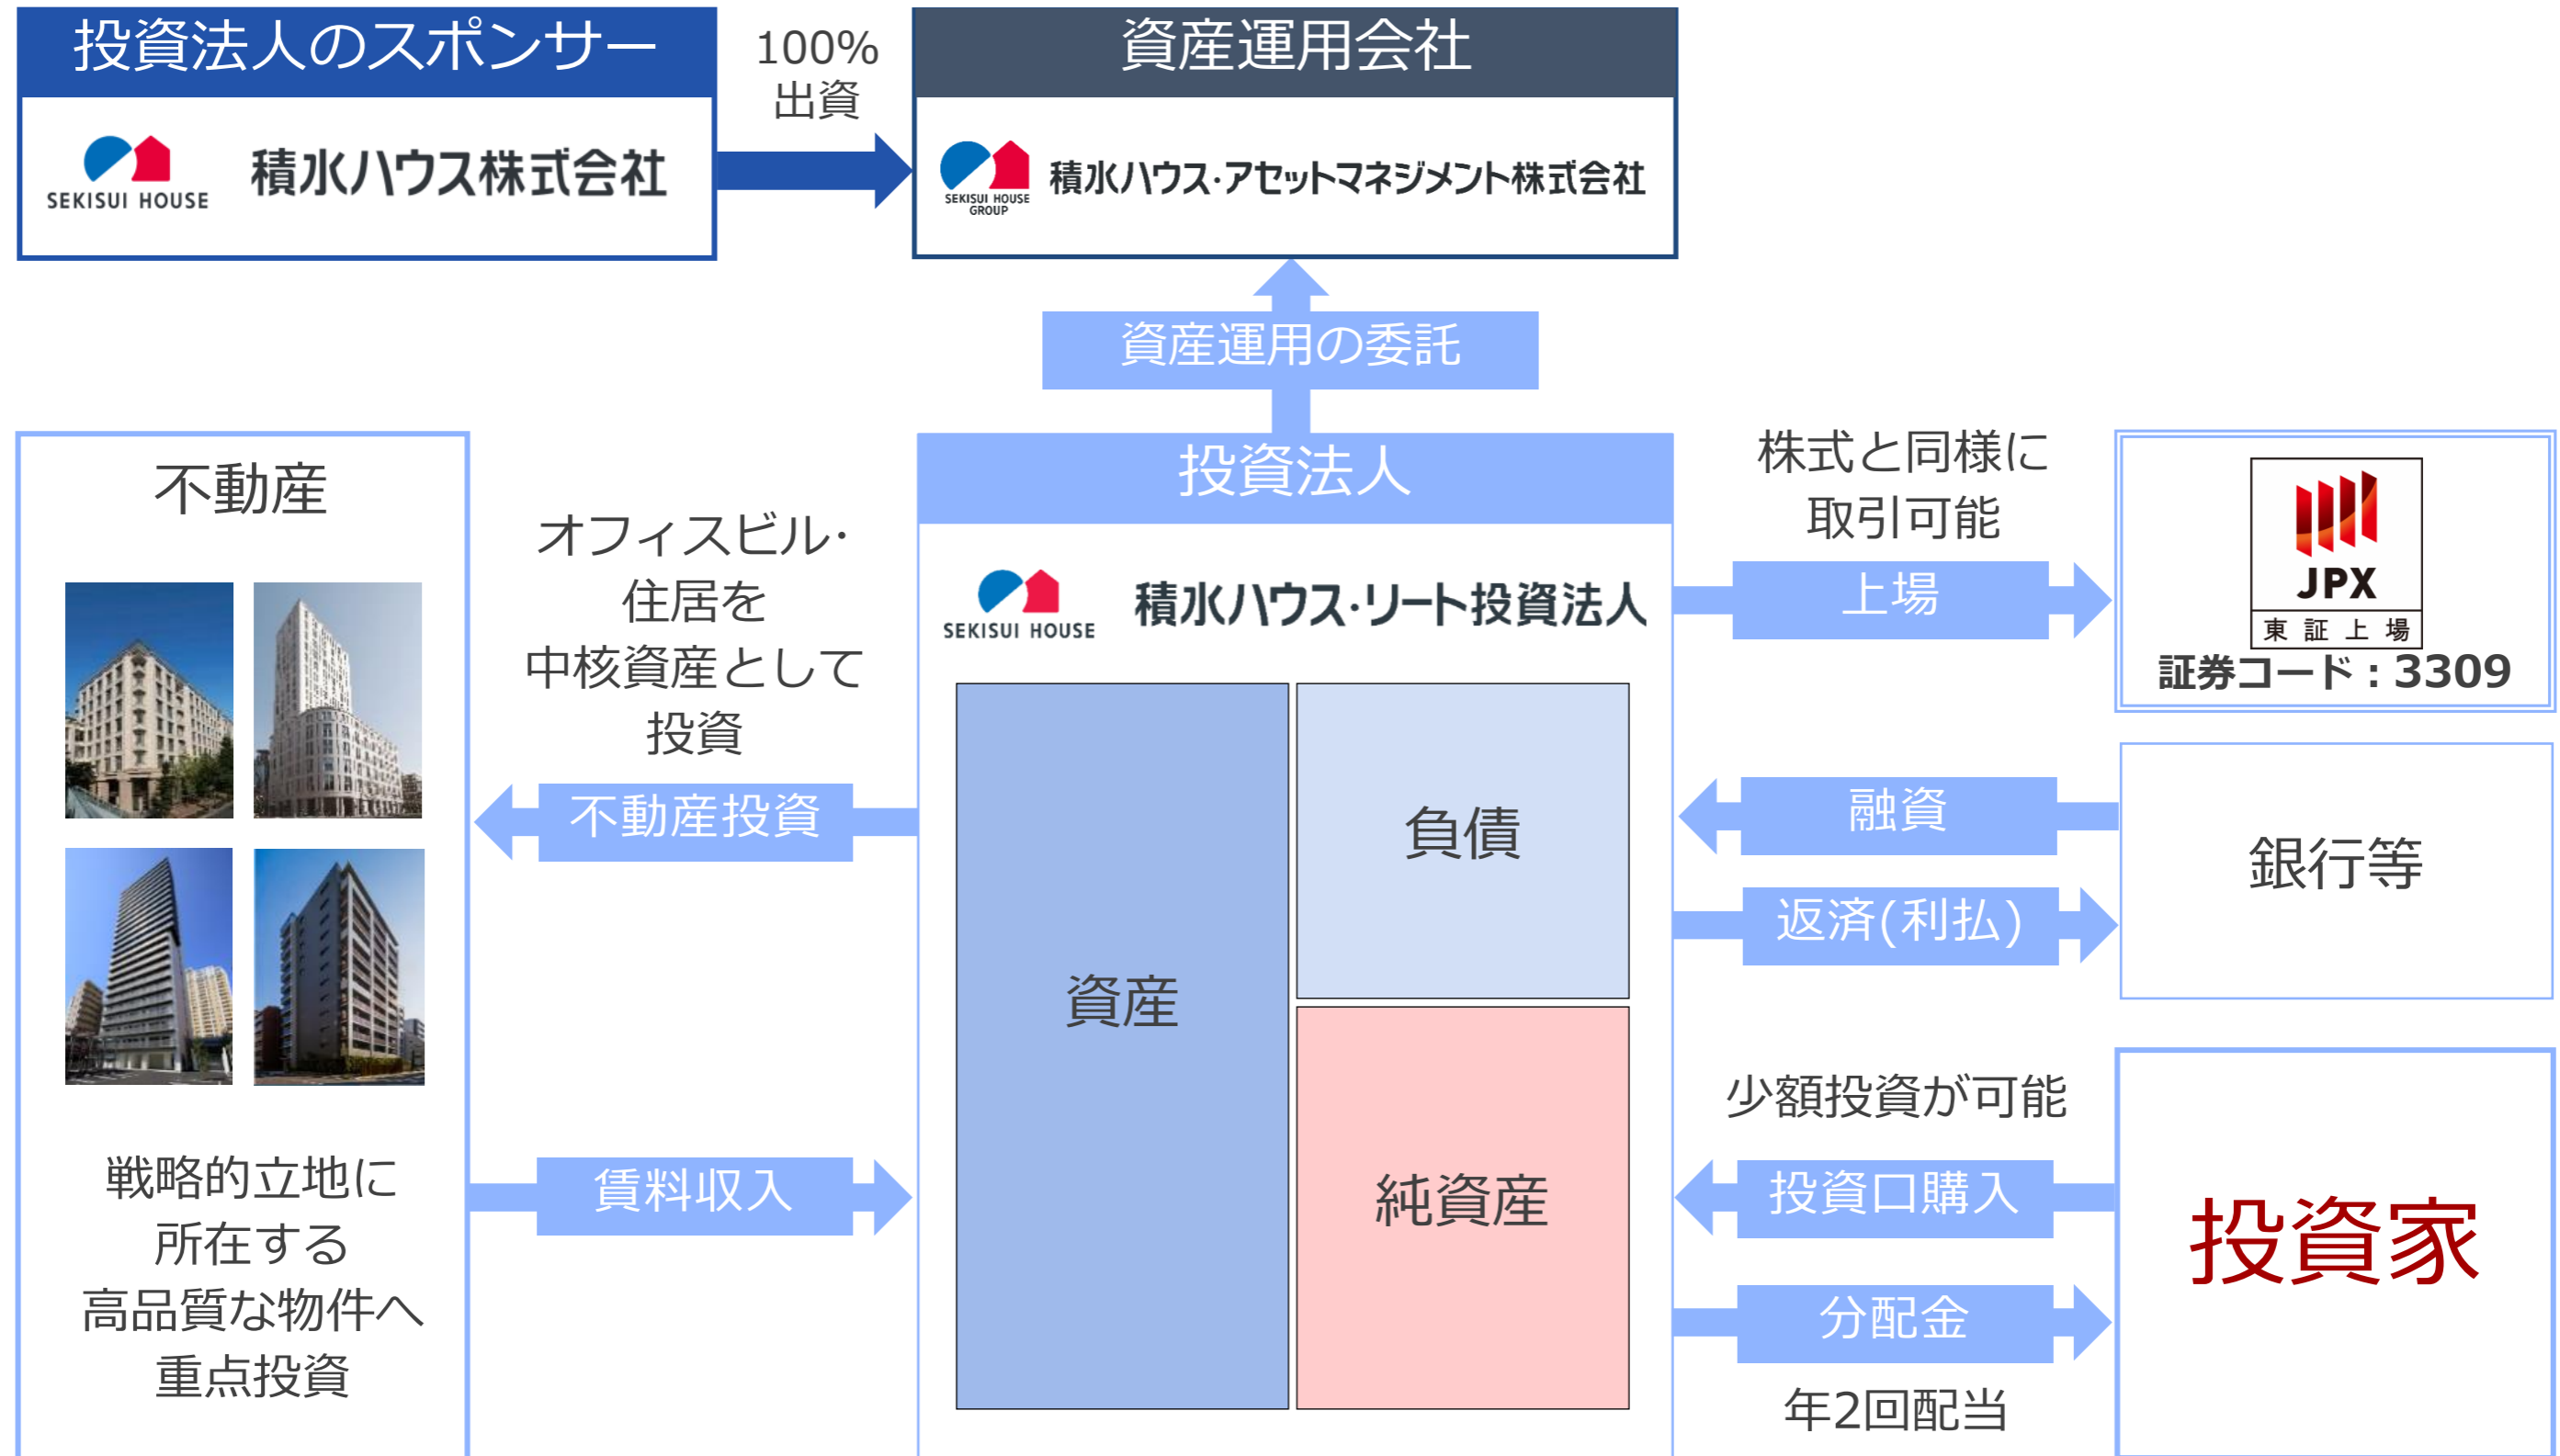 投資法人のスポンサー
SEKISUI HOUSE
積水ハウス株式会社
100%
出資
資産運用会社
SEKISUI HOUSE
GROUP
積水ハウス・アセットマネジメント株式会社
資産運用の委託
不動産
戦略的立地に
所在する
高品質な物件へ
重点投資
オフィスビル・
住居を
中核資産として
投資
不動産投資
賃料収入
投資法人
SEKISUI HOUSE
積水ハウス・リート投資法人
資産
負債
純資産
株式と同様に
取引可能
上場
JPX
東証上場
証券コード：3309
融資
返済(利払)
銀行等
少額投資が可能
投資口購入
分配金
年2回配当
投資家